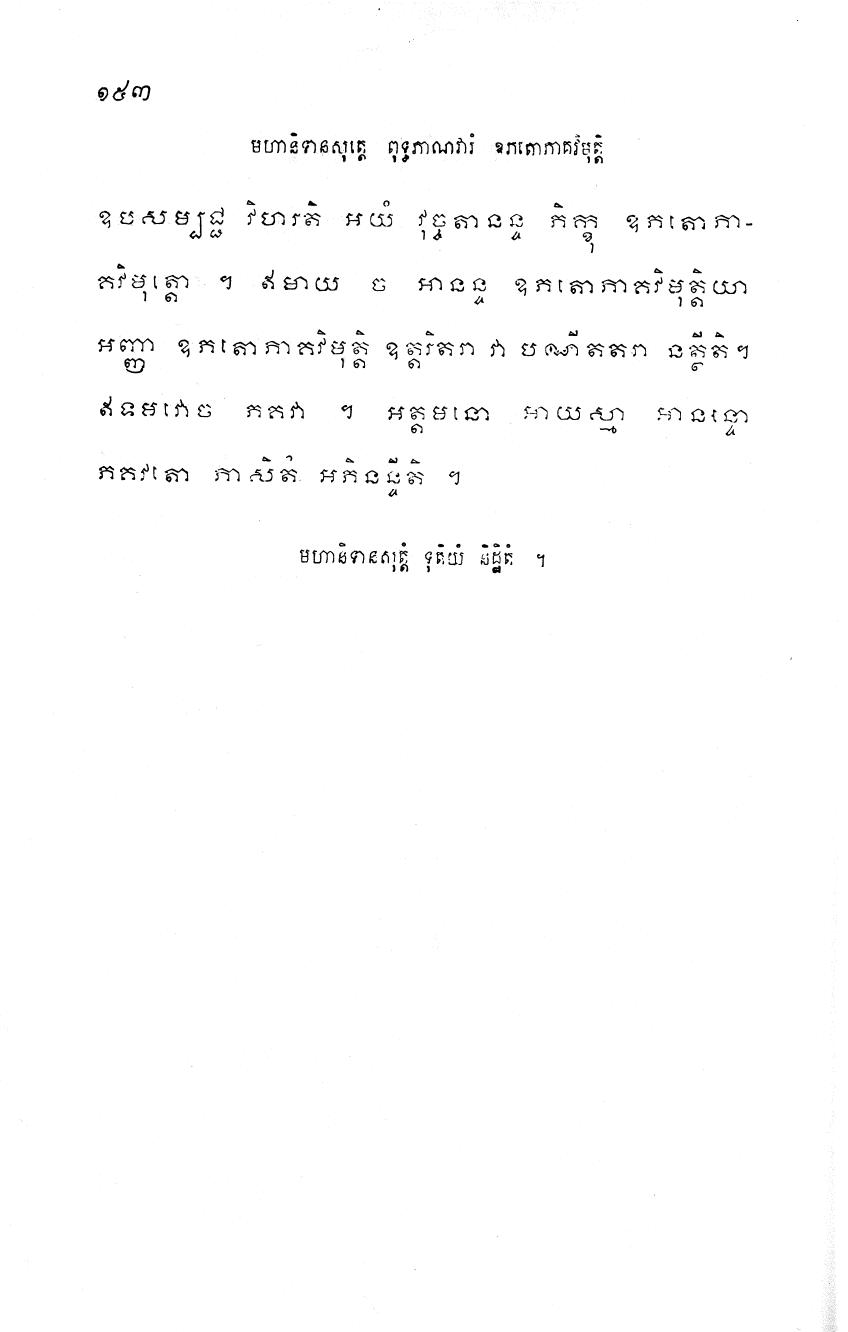 ១៥៣
មហានិទានសុត្តេ ពុទ្ធភាណវារំ ឧភតោភាគវិមុត្តិ
ឧបសម្បជ្ជ វិហរតិ អយំ វុច្ចតានន្ទ ភិក្ខុ ឧភតោភា-
គវិមុត្តោ ។ ឥមាយ ច អានន្ទ ឧភតោភាគវិមុត្តិយា
អញ្ញា ឧភតោភាគវិមុត្តិ ឧត្តរិតរា វា បណីតតរា នត្ថីតិ។
ឥទមវោច ភគវា ។ អត្តមនោ អាយស្មា អានន្ទោ
ភគវតោ ភាសិតំ អភិនន្ទីតិ ។
មហានិទានសុត្តំ ទុតិយំ និដ្ឋិតំ ។